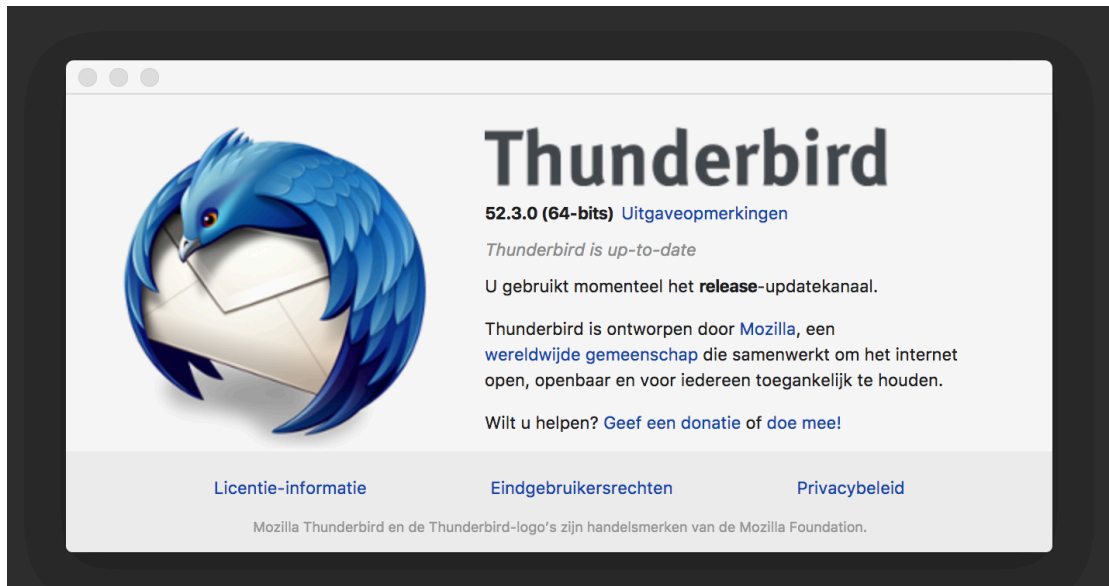 Thunderbird
52.3.0 (64-bits) Uitgaveopmerkingen
Thunderbird is up-to-date
U gebruikt momenteel het release-updatekanaal.
Thunderbird is ontworpen door Mozilla, een
wereldwijde gemeenschap die samenwerkt om het internet
open, openbaar en voor iedereen toegankelijk te houden.
Wilt u helpen? Geef een donatie of doe mee!
Licentie-informatie Eindgebruikersrechten Privacybeleid
Mozilla Thunderbird en de Thunderbird-logo's zijn handelsmerken van de Mozilla Foundation.